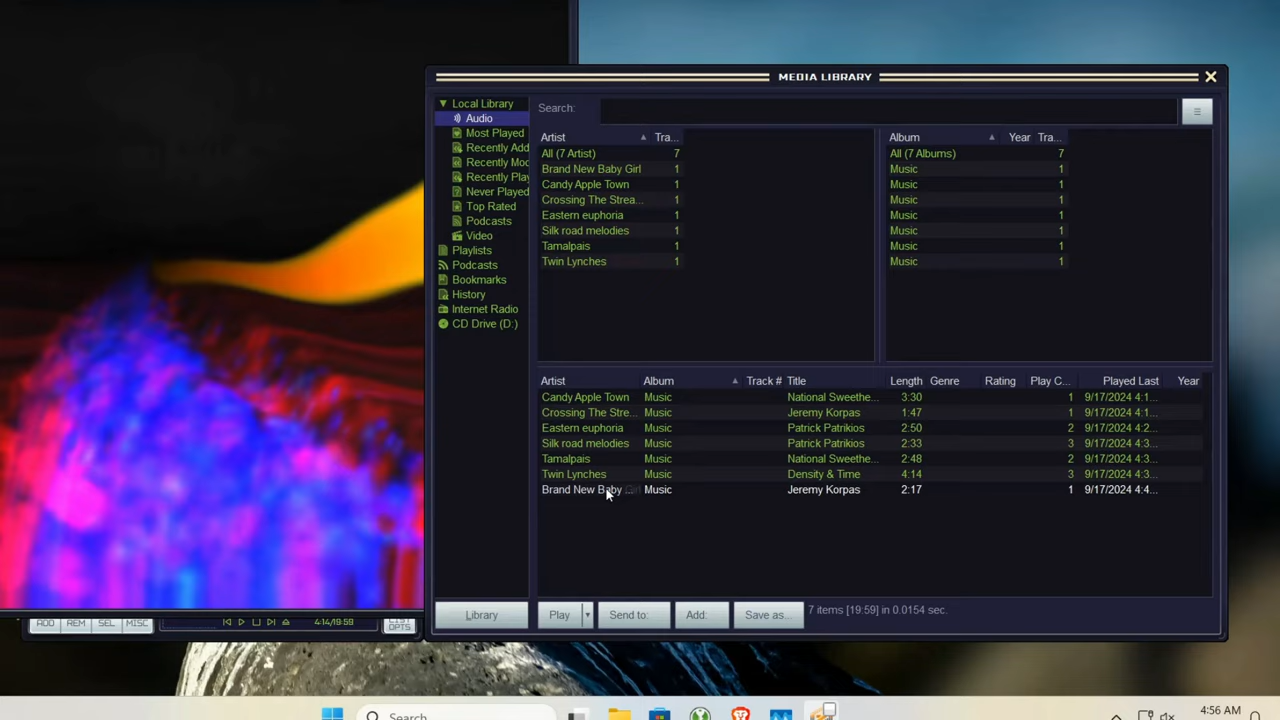 MEDIA LIBRARY
Local Library
Audio
Most Played
Recently Add
Recently Mod
Recently Play
Never Played
Top Rated
Podcasts
Video
Playlists
Podcasts
Bookmarks
History
Internet Radio
CD Drive (D:)
Library
Search:
Artist Tra...
All (7 Artist) 7
Brand New Baby Girl 1
Candy Apple Town 1
Crossing The Strea... 1
Eastern euphoria 1
Silk road melodies 1
Tamalpais 1
Twin Lynches 1
Album Year Tra...
All (7 Albums) 7
Music 1
Music 1
Music 1
Music 1
Music 1
Music 1
Music 1
Artist Album Track # Title Length Genre Rating Play C... Played Last Year
Candy Apple Town Music National Sweethe... 3:30 1 9/17/2024 4:1...
Crossing The Stre... Music Jeremy Korpas 1:47 1 9/17/2024 4:1...
Eastern euphoria Music Patrick Patrikios 2:50 2 9/17/2024 4:2...
Silk road melodies Music Patrick Patrikios 2:33 3 9/17/2024 4:3...
Tamalpais Music National Sweethe... 2:48 2 9/17/2024 4:3...
Twin Lynches Music Density & Time 4:14 3 9/17/2024 4:3...
Brand New Baby ... Music Jeremy Korpas 2:17 1 9/17/2024 4:4...
Play Send to: Add: Save as... 7 items [19:59] in 0.0154 sec.
ADD REM SEL MISC 4:14/19:59 LIST OPTS
Search 4:56 AM